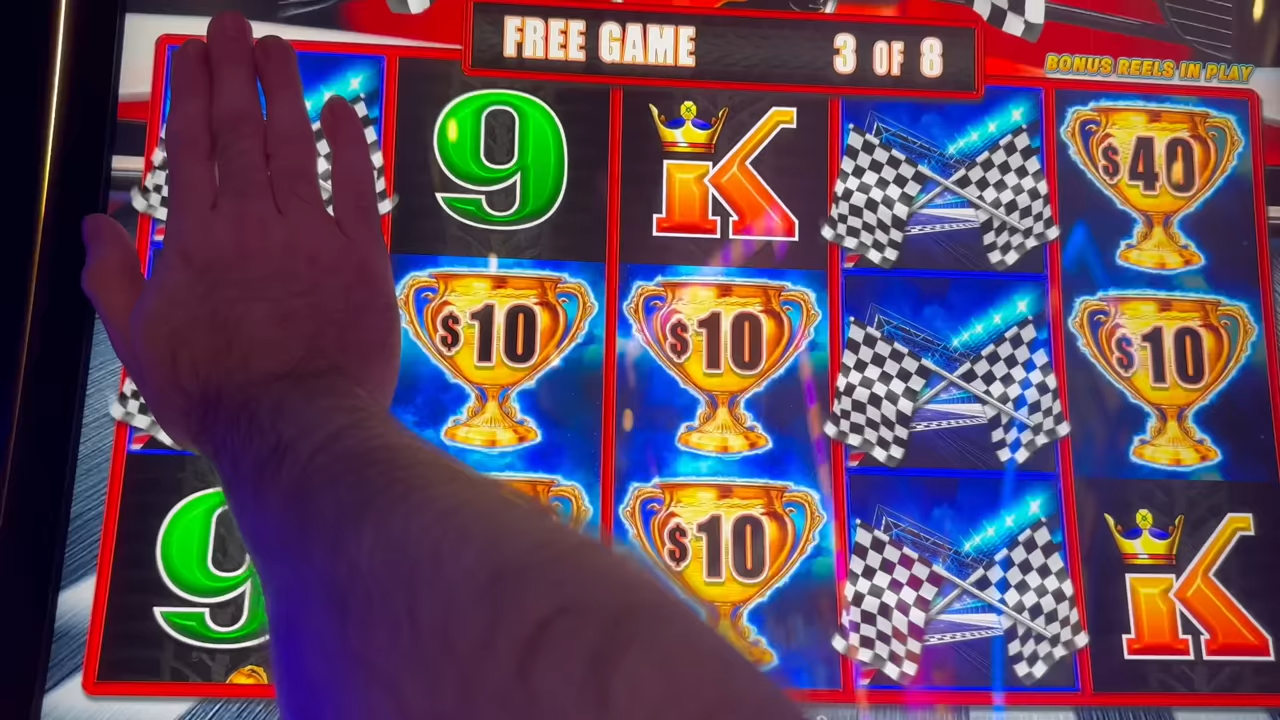 FREE GAME 3 OF 8
BONUS REELS IN PLAY
9 K $40
$10 $10 $10
$10
9 K